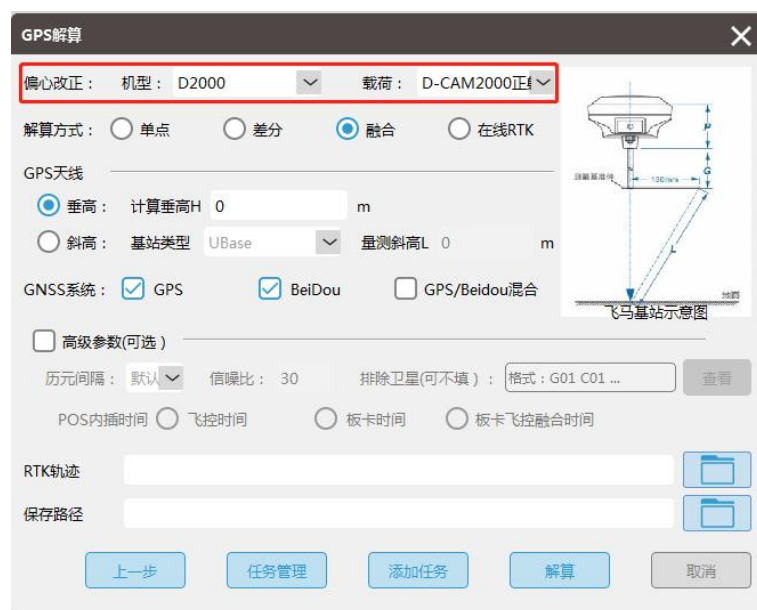 GPS解算
偏心改正： 机型： D2000 载荷： D-CAM2000正
解算方式： 单点 差分 融合 在线RTK
GPS天线
垂高： 计算垂高H 0 m
斜高： 基站类型 UBase 量测斜高L 0 m
GNSS系统： GPS BeiDou GPS/Beidou混合
P
G
测量基准件 130mm
L
地面
飞马基站示意图
高级参数(可选)
历元间隔： 默认 信噪比： 30 排除卫星(可不填)： 格式：G01 C01 ... 查看
POS内插时间 飞控时间 板卡时间 板卡飞控融合时间
RTK轨迹
保存路径
上一步 任务管理 添加任务 解算 取消